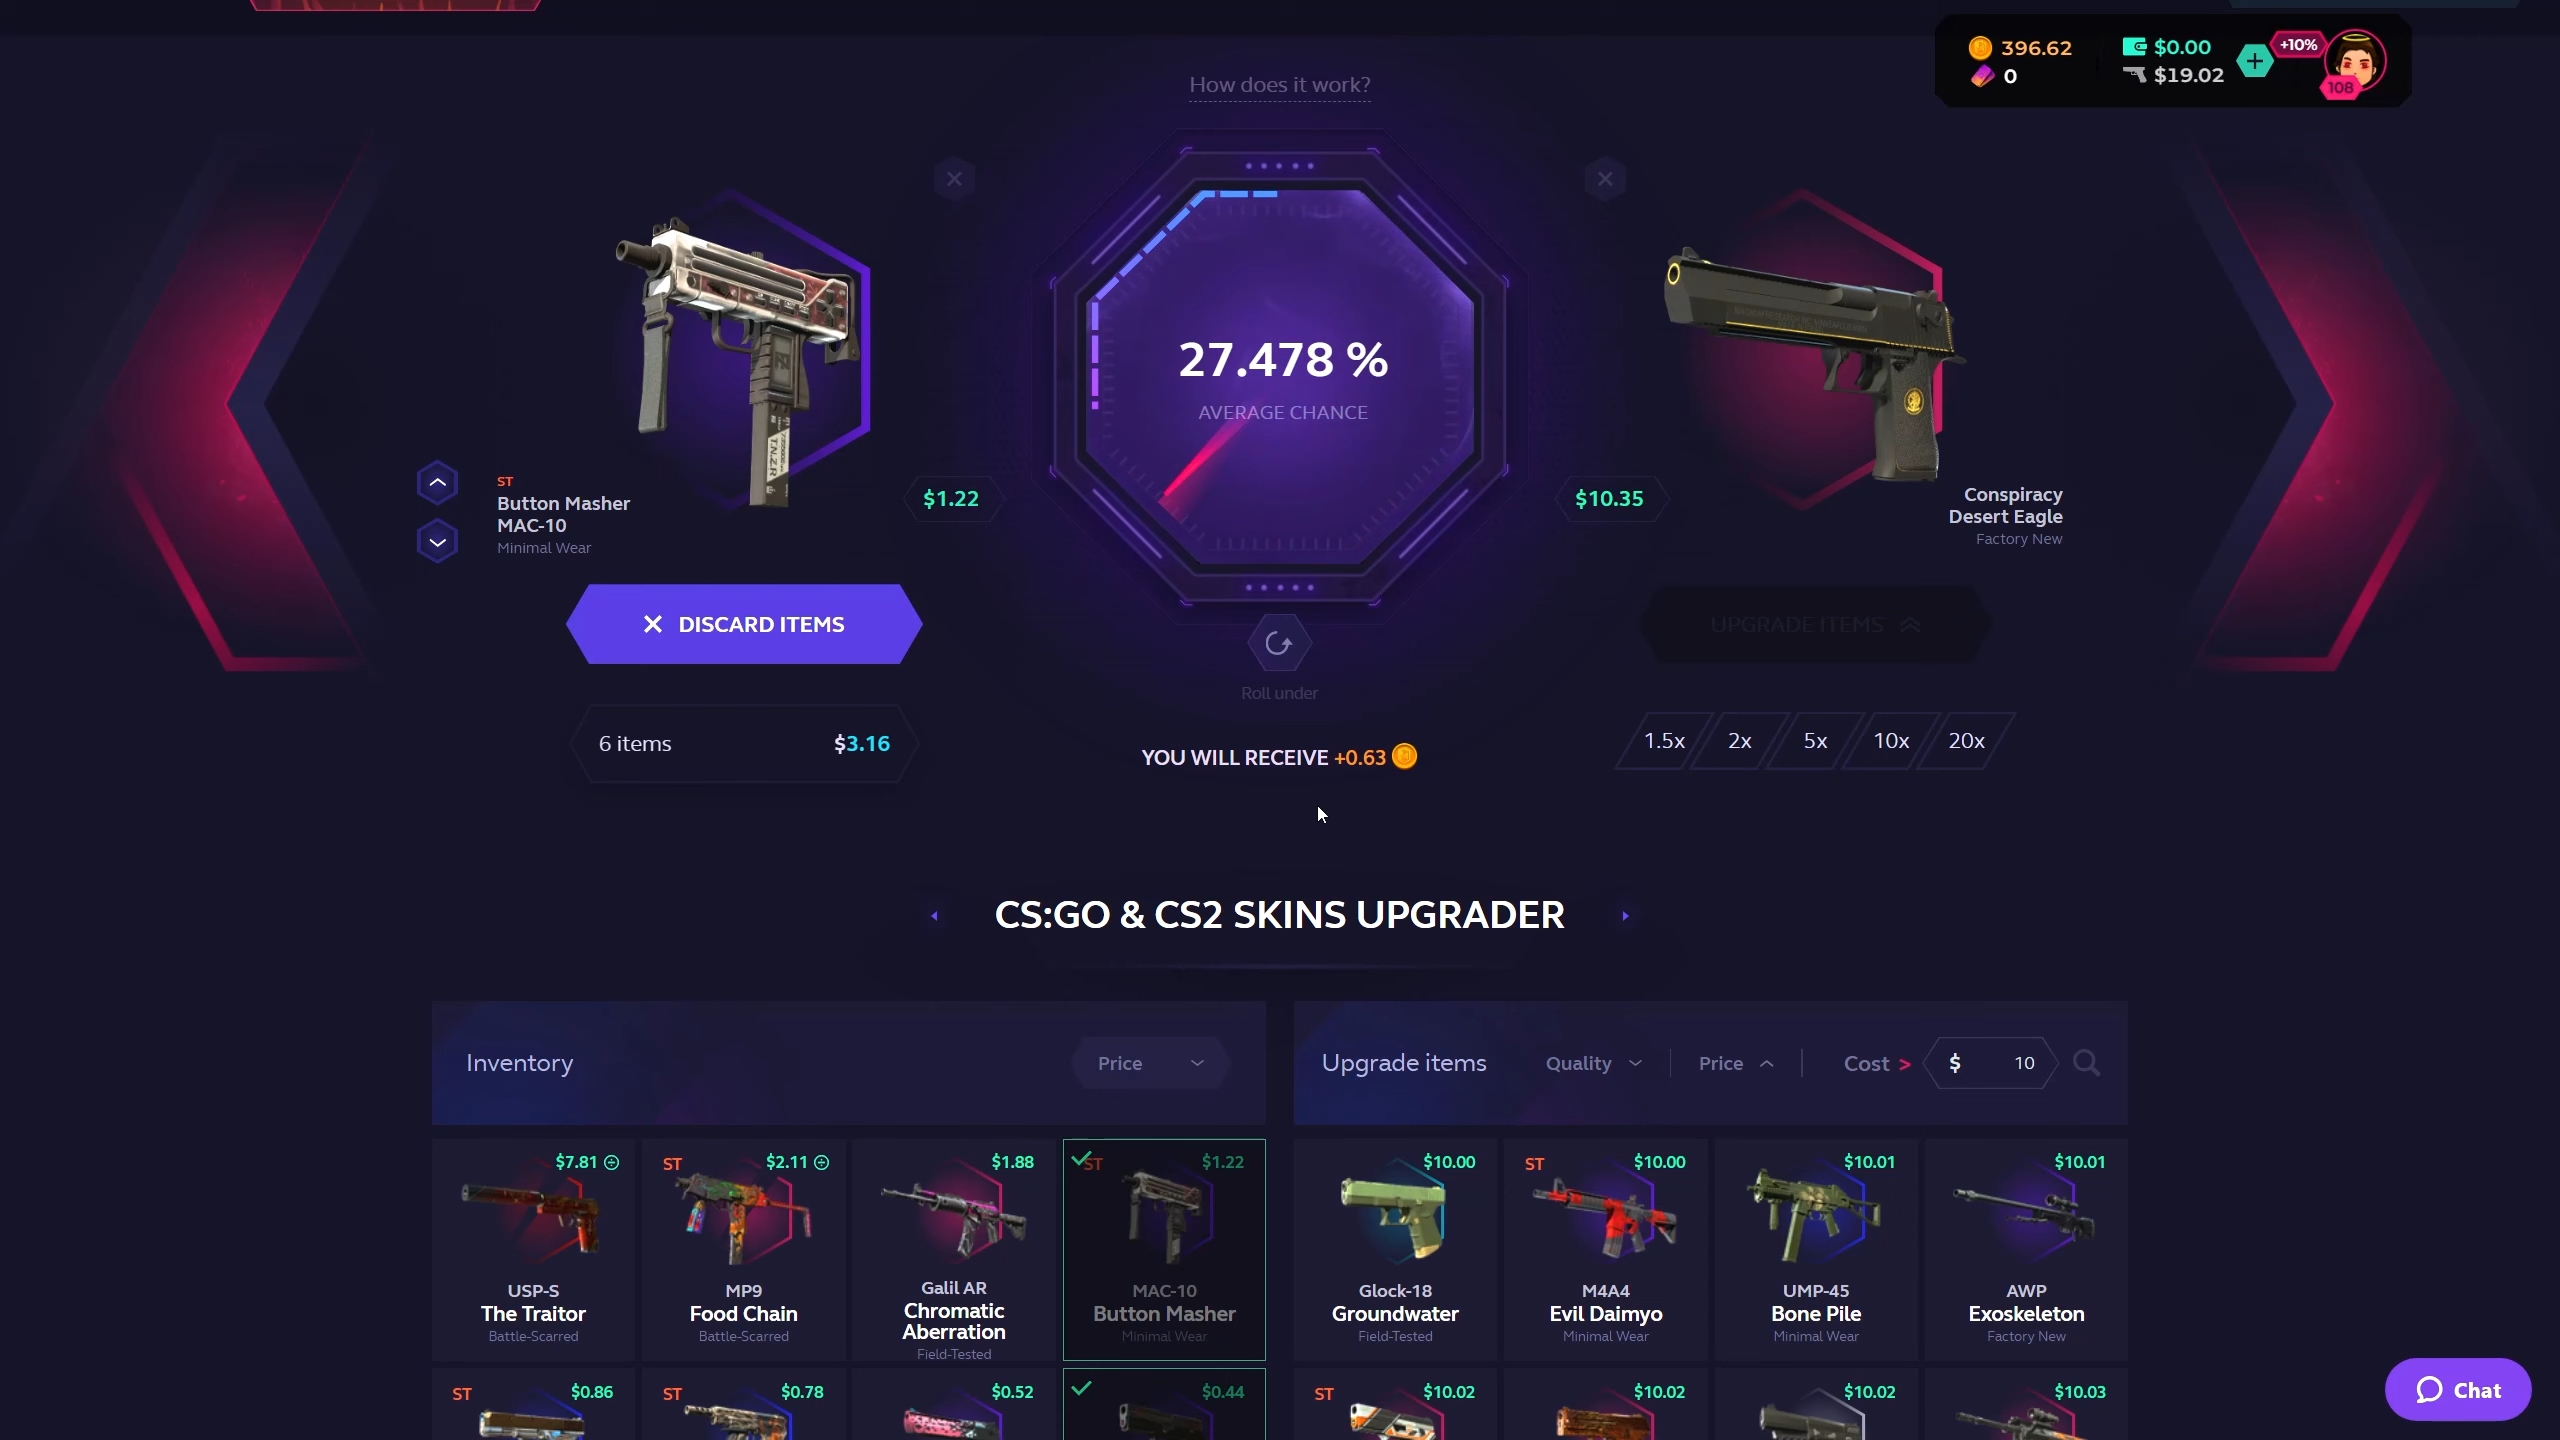 396.62
$0.00
+10%
0
$19.02
108
How does it work?
27.478 %
AVERAGE CHANCE
ST
Button Masher
MAC-10
Minimal Wear
$1.22
$10.35
Conspiracy
Desert Eagle
Factory New
DISCARD ITEMS
UPGRADE ITEMS
Roll under
6 items
$3.16
YOU WILL RECEIVE +0.63
1.5x
2x
5x
10x
20x
CS:GO & CS2 SKINS UPGRADER
Inventory
Price
Upgrade items
Quality
Price
Cost >
$ 10
$7.81
USP-S
The Traitor
Battle-Scarred
ST
$2.11
MP9
Food Chain
Battle-Scarred
$1.88
Galil AR
Chromatic
Aberration
Field-Tested
ST
$1.22
MAC-10
Button Masher
Minimal Wear
$10.00
Glock-18
Groundwater
Field-Tested
ST
$10.00
M4A4
Evil Daimyo
Minimal Wear
$10.01
UMP-45
Bone Pile
Minimal Wear
$10.01
AWP
Exoskeleton
Factory New
ST
$0.86
ST
$0.78
$0.52
$0.44
ST
$10.02
$10.02
$10.02
$10.03
Chat